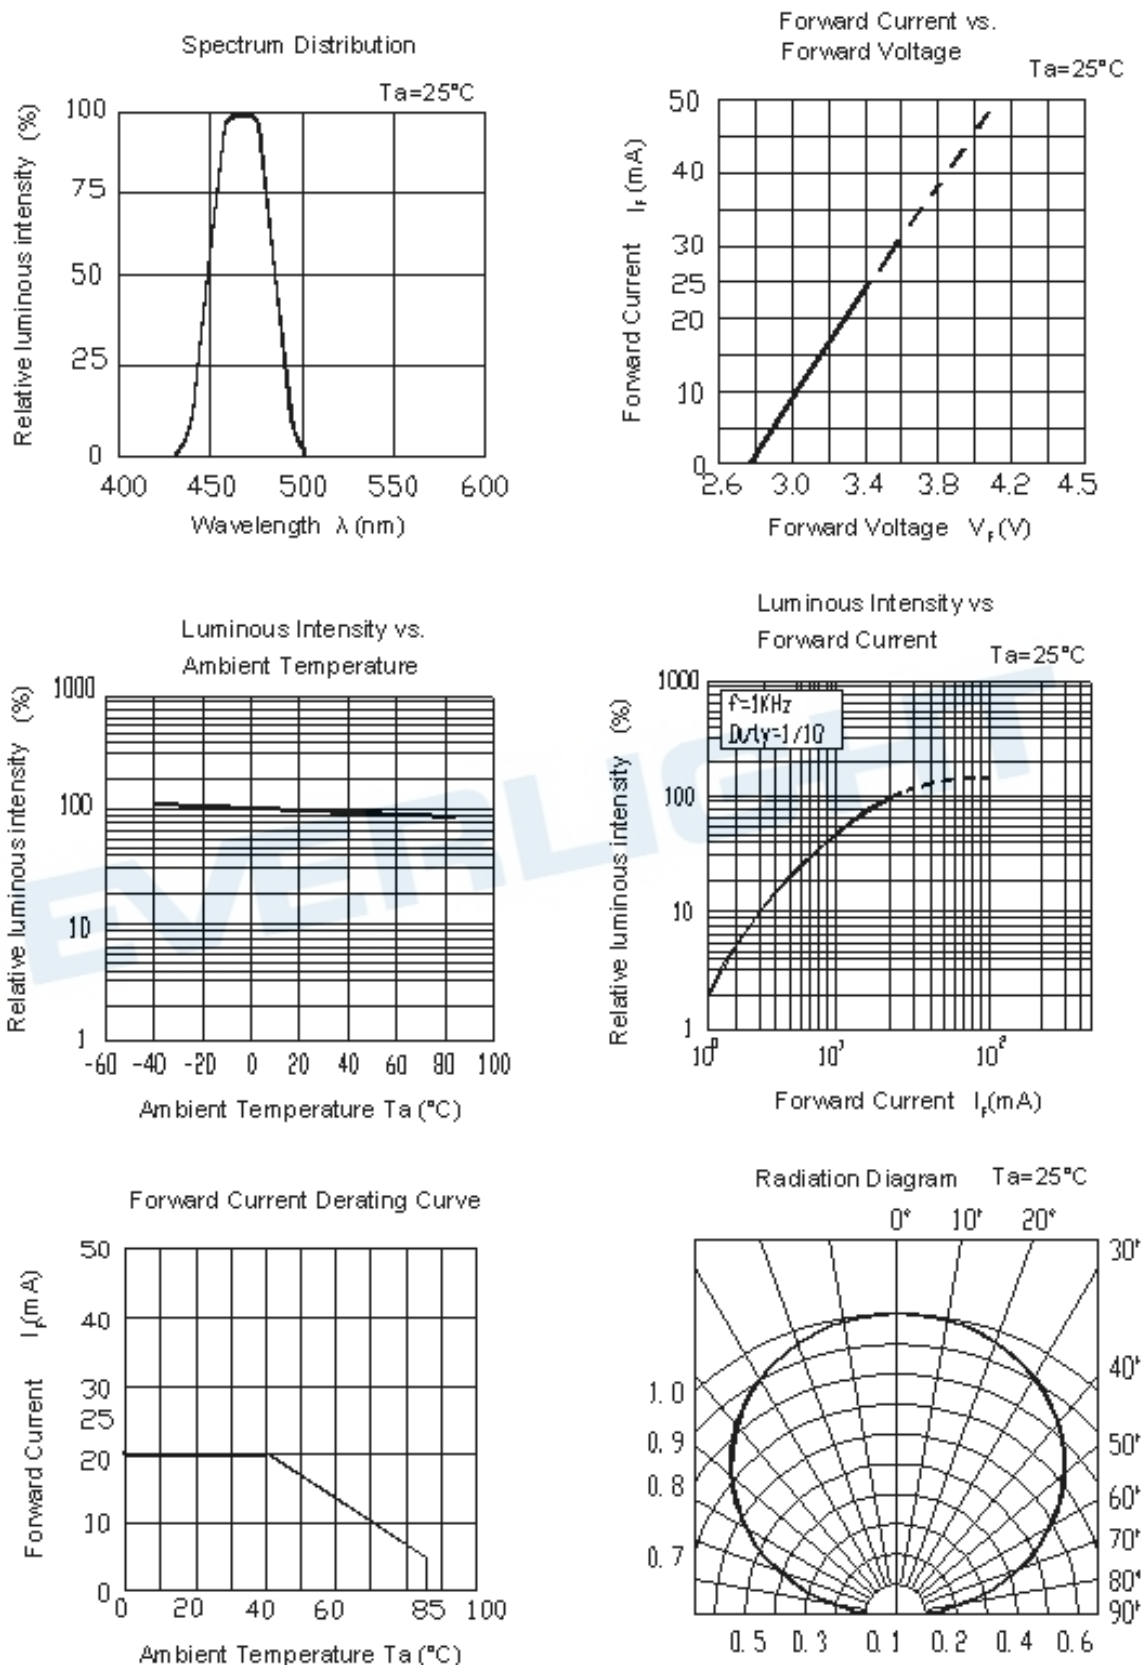 Spectrum Distribution
Ta=25°C
Relative luminous intensity (%)
100
75
50
25
0
400 450 500 550 600
Wavelength λ (nm)
Forward Current vs.
Forward Voltage
Ta=25°C
Forward Current IF (mA)
50
40
30
25
20
10
0
2.6 3.0 3.4 3.8 4.2 4.5
Forward Voltage VF (V)
Luminous Intensity vs.
Ambient Temperature
Relative luminous intensity (%)
1000
100
10
1
-60 -40 -20 0 20 40 60 80 100
Ambient Temperature Ta (°C)
Luminous Intensity vs
Forward Current
Ta=25°C
f=1KHz
Duty=1/10
Relative luminous intensity (%)
1000
100
10
1
10⁰ 10¹ 10²
Forward Current IF(mA)
EVERLIGHT
Forward Current Derating Curve
Forward Current IF(mA)
50
40
30
25
20
10
0
0 20 40 60 85 100
Ambient Temperature Ta (°C)
Radiation Diagram Ta=25°C
0° 10° 20°
30°
40°
50°
60°
70°
80°
90°
1.0
0.9
0.8
0.7
0.5 0.3 0.1 0.2 0.4 0.6